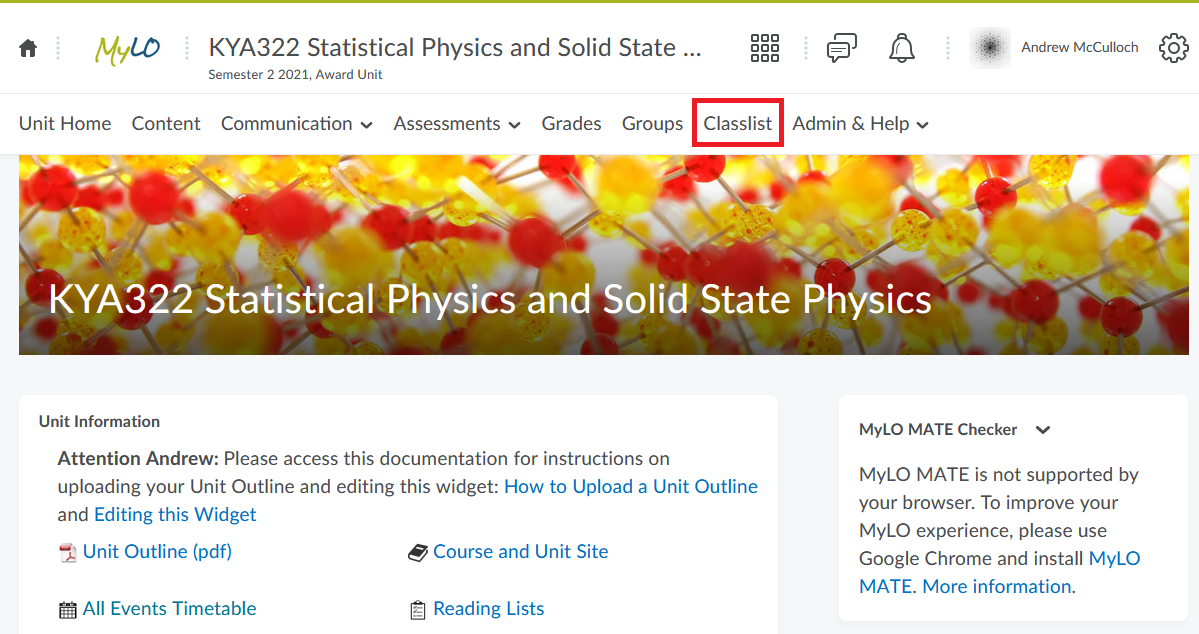 MyLO
KYA322 Statistical Physics and Solid State ...
Semester 2 2021, Award Unit
Andrew McCulloch
Unit Home Content Communication Assessments Grades Groups Classlist Admin & Help
KYA322 Statistical Physics and Solid State Physics
Unit Information
Attention Andrew: Please access this documentation for instructions on
uploading your Unit Outline and editing this widget: How to Upload a Unit Outline
and Editing this Widget
Unit Outline (pdf)
Course and Unit Site
All Events Timetable
Reading Lists
MyLO MATE Checker
MyLO MATE is not supported by
your browser. To improve your
MyLO experience, please use
Google Chrome and install MyLO
MATE. More information.